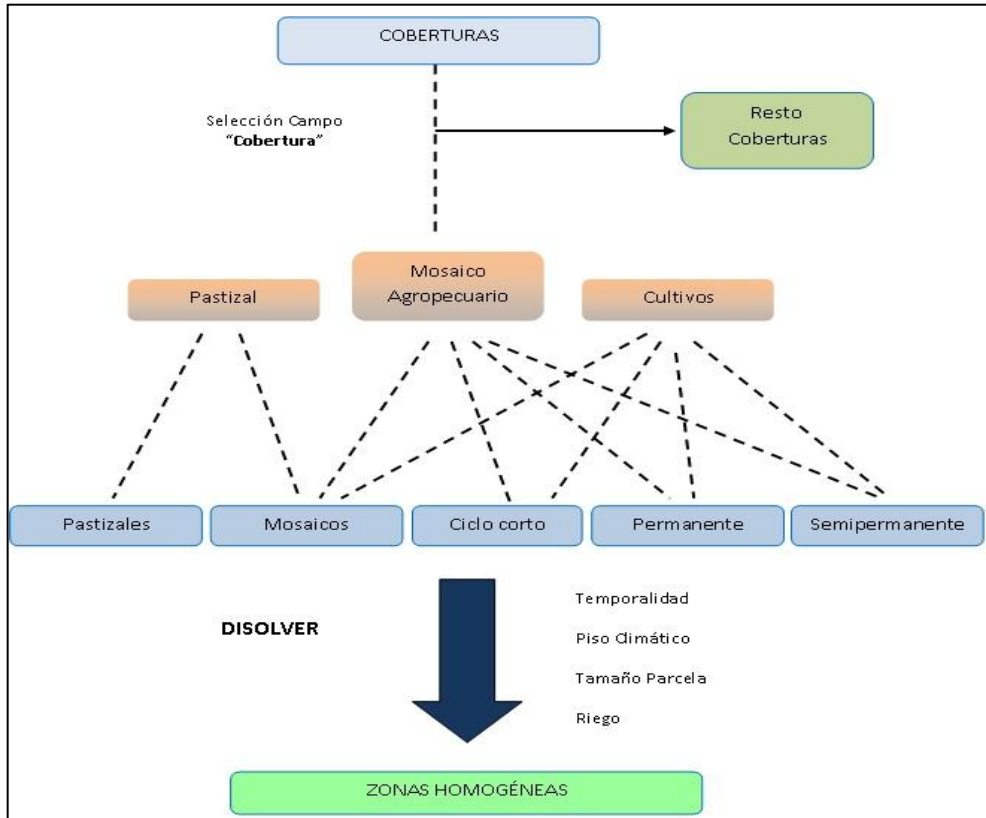 COBERTURAS
Selección Campo
“Cobertura”
Resto
Coberturas
Pastizal
Mosaico
Agropecuario
Cultivos
Pastizales
Mosaicos
Ciclo corto
Permanente
Semipermanente
DISOLVER
Temporalidad
Piso Climático
Tamaño Parcela
Riego
ZONAS HOMOGÉNEAS